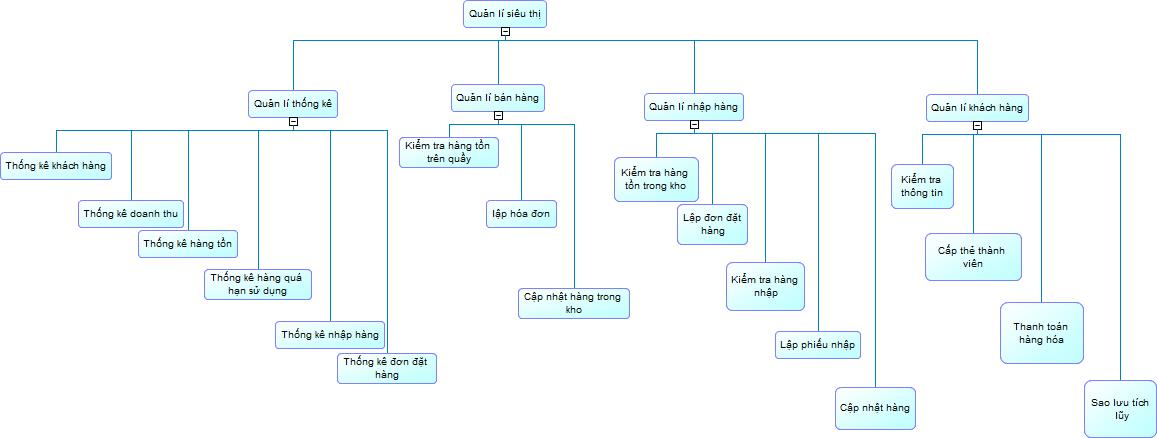 Quản lí siêu thị
Quản lí thống kê
Thống kê khách hàng
Thống kê doanh thu
Thống kê hàng tồn
Thống kê hàng quá
hạn sử dụng
Thống kê nhập hàng
Thống kê đơn đặt
hàng
Quản lí bán hàng
Kiểm tra hàng tồn
trên quầy
lập hóa đơn
Cập nhật hàng trong
kho
Quản lí nhập hàng
Kiểm tra hàng
tồn trong kho
Lập đơn đặt
hàng
Kiểm tra hàng
nhập
Lập phiếu nhập
Cập nhật hàng
Quản lí khách hàng
Kiểm tra
thông tin
Cấp thẻ thành
viên
Thanh toán
hàng hóa
Sao lưu tích
lũy